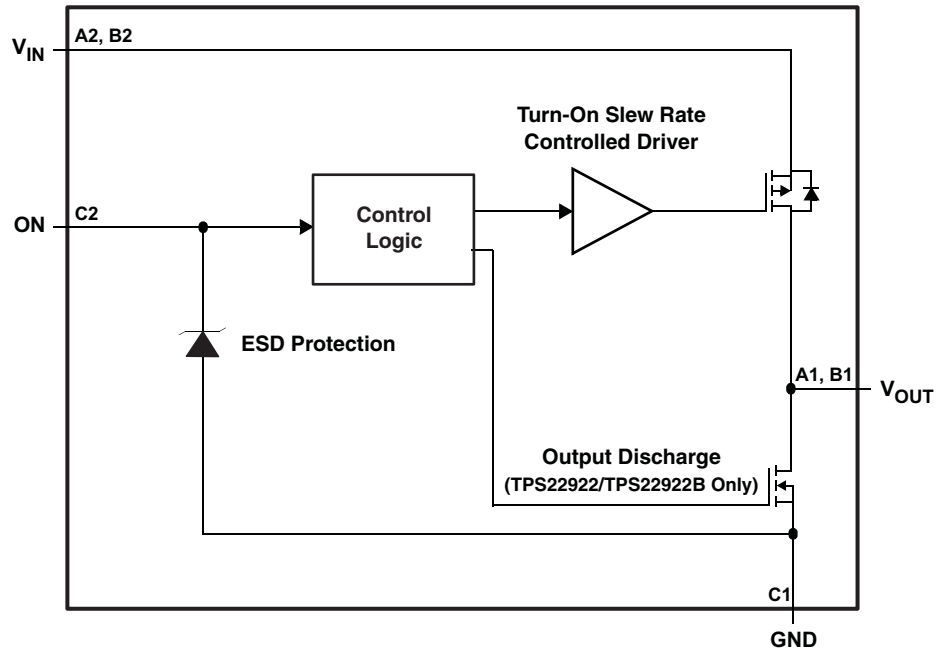 A2, B2
VIN
Turn-On Slew Rate
Controlled Driver
C2
ON
Control
Logic
ESD Protection
A1, B1
VOUT
Output Discharge
(TPS22922/TPS22922B Only)
C1
GND